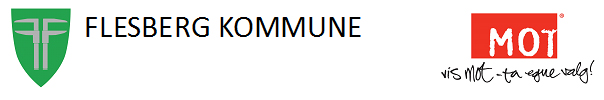 FLESBERG KOMMUNE
MOT®
vis MOT-ta egne valg!